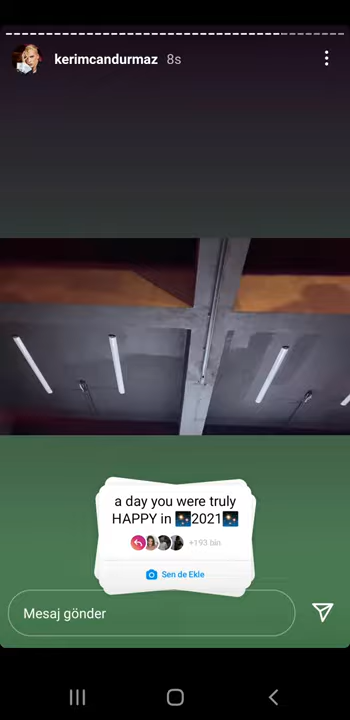 kerimcandurmaz 8s
a day you were truly
HAPPY in 🎆2021🎆
+193 bin
Sen de Ekle
Mesaj gönder